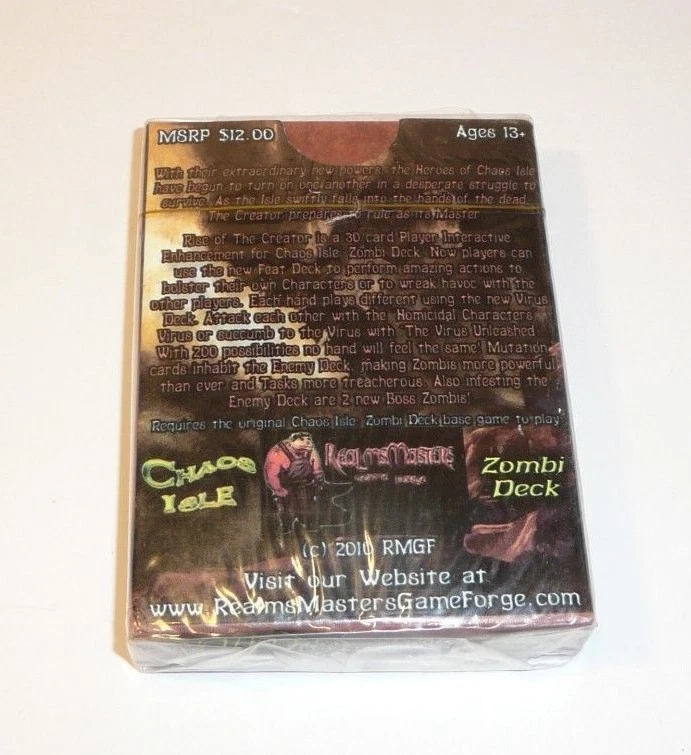 MSRP $12.00
Ages 13+
With their extraordinary new powers, the Heroes of Chaos Isle
have begun to turn on one another in a desperate struggle to
survive. As the Isle swiftly falls into the hands of the dead,
The Creator prepares to rule as its Master
Rise of The Creator is a 30 card Player Interactive
Enhancement for Chaos Isle: Zombi Deck. Now players can
use the new Feat Deck to perform amazing actions to
bolster their own Characters or to wreak havoc with the
other players. Each hand plays different using the new Virus
Deck. Attack each other with the Homicidal Characters
Virus or succumb to the Virus with The Virus Unleashed.
With 200 possibilities no hand will feel the same! Mutation
cards inhabit the Enemy Deck, making Zombis more powerful
than ever and Tasks more treacherous. Also infesting the
Enemy Deck are 2 new Boss Zombis!
Requires the original Chaos Isle: Zombi Deck base game to play
CHAOS
ISLE
RealmsMasters
Zombi
Deck
(c) 2010 RMGF
Visit our Website at
www.RealmsMastersGameForge.com